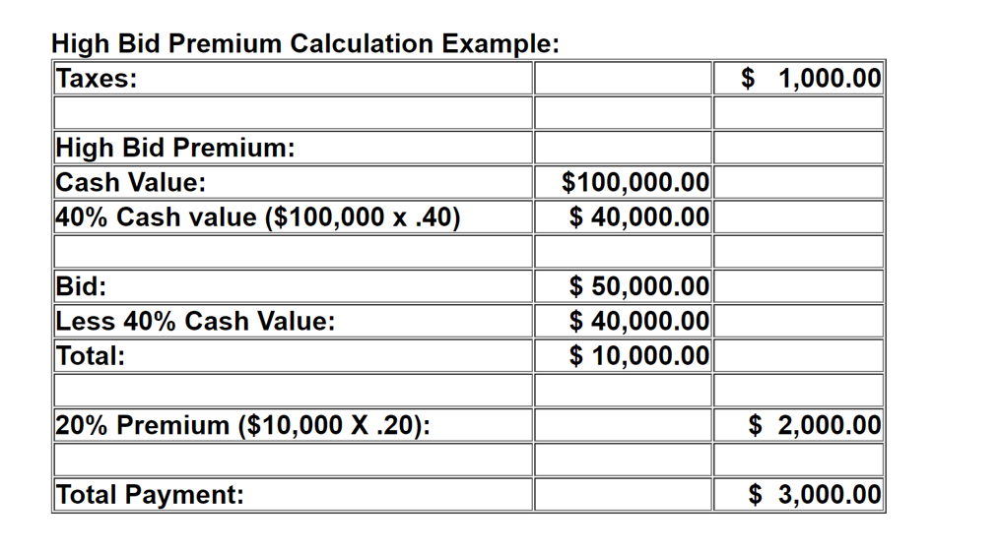 High Bid Premium Calculation Example:
Taxes: $ 1,000.00
High Bid Premium:
Cash Value: $100,000.00
40% Cash value ($100,000 x .40) $ 40,000.00
Bid: $ 50,000.00
Less 40% Cash Value: $ 40,000.00
Total: $ 10,000.00
20% Premium ($10,000 X .20): $ 2,000.00
Total Payment: $ 3,000.00